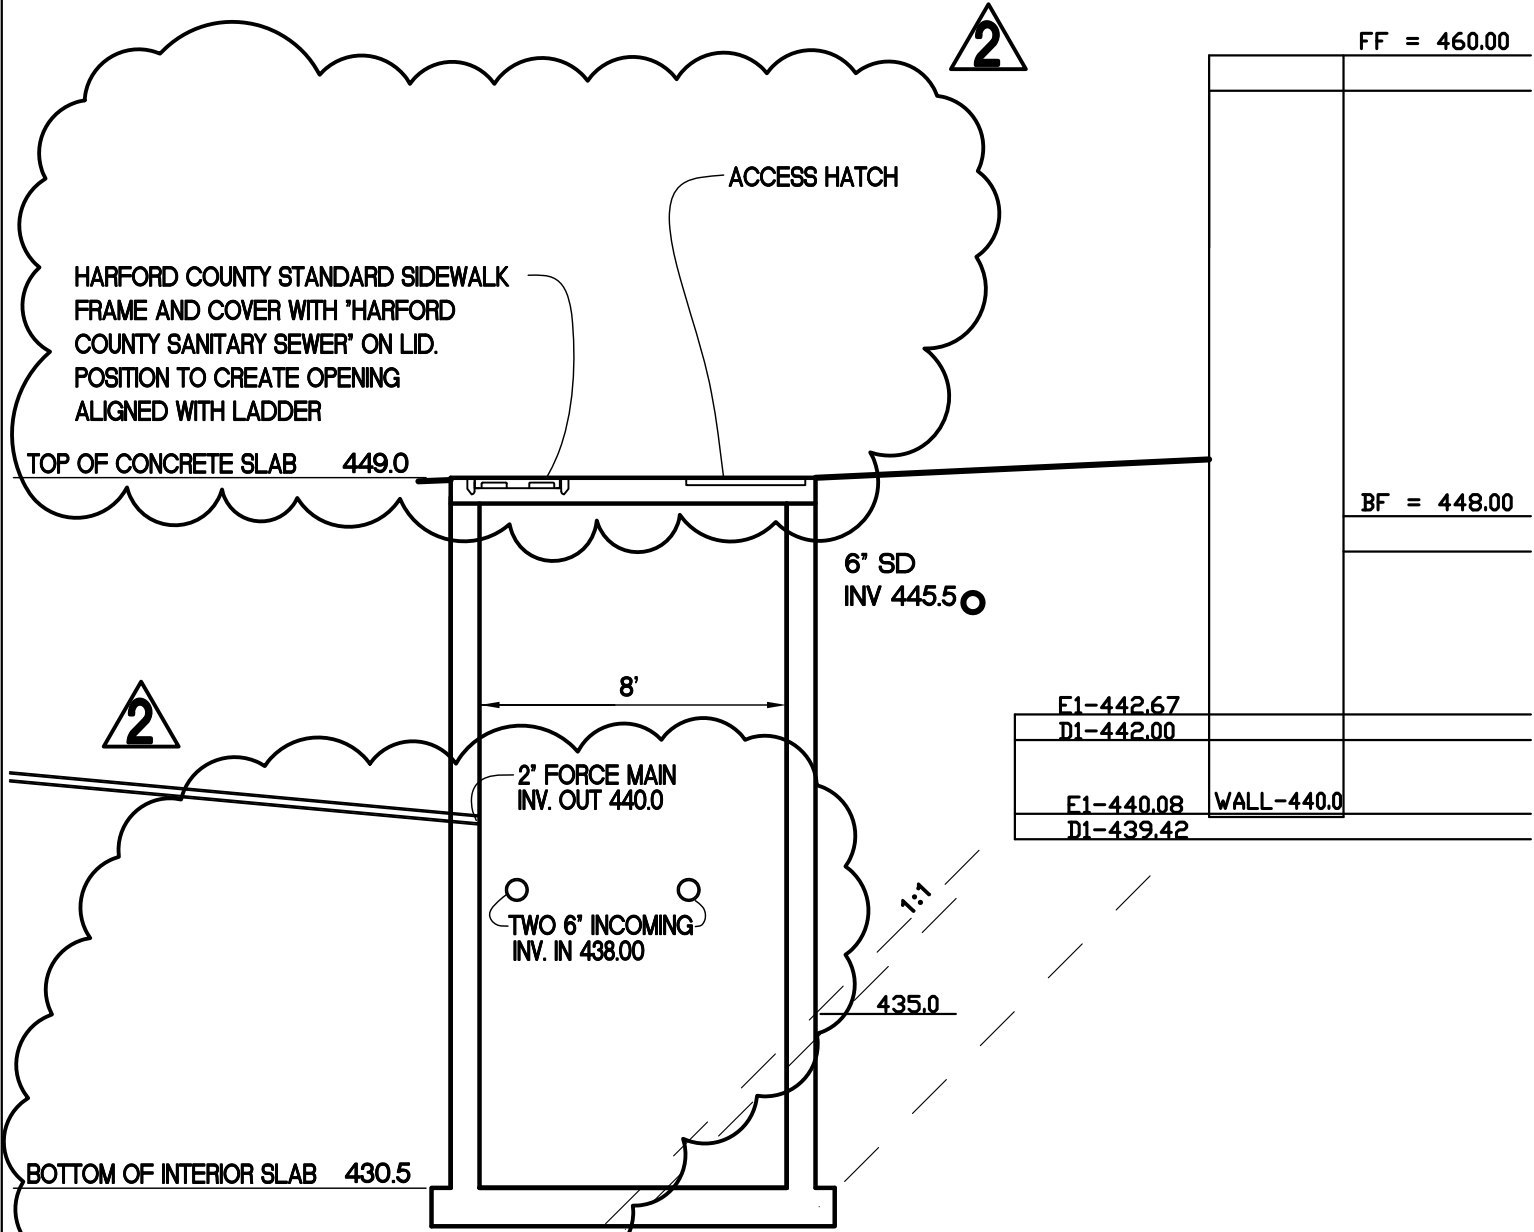 2
FF = 460.00
ACCESS HATCH
HARFORD COUNTY STANDARD SIDEWALK
FRAME AND COVER WITH "HARFORD
COUNTY SANITARY SEWER" ON LID.
POSITION TO CREATE OPENING
ALIGNED WITH LADDER
TOP OF CONCRETE SLAB 449.0
BF = 448.00
6" SD
INV 445.5
8'
2
E1-442.67
D1-442.00
2" FORCE MAIN
INV. OUT 440.0
E1-440.08
WALL-440.0
D1-439.42
1:1
TWO 6" INCOMING
INV. IN 438.00
435.0
BOTTOM OF INTERIOR SLAB 430.5